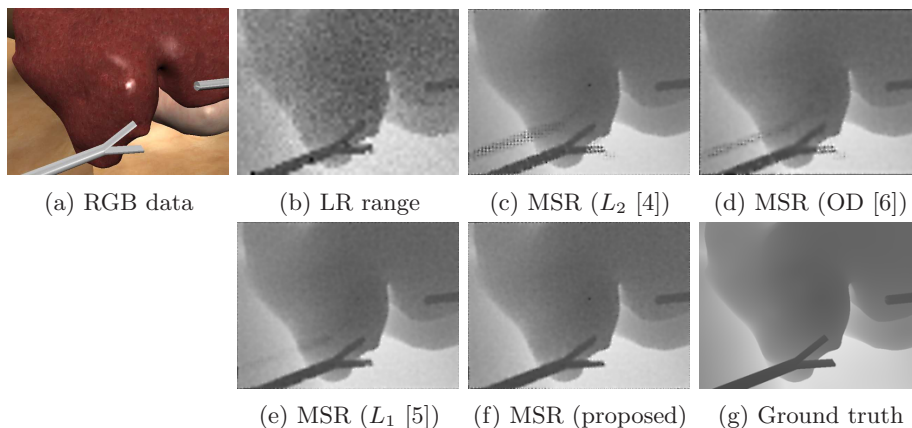 (a) RGB data
(b) LR range
(c) MSR (L₂ [4])
(d) MSR (OD [6])
(e) MSR (L₁ [5])
(f) MSR (proposed)
(g) Ground truth